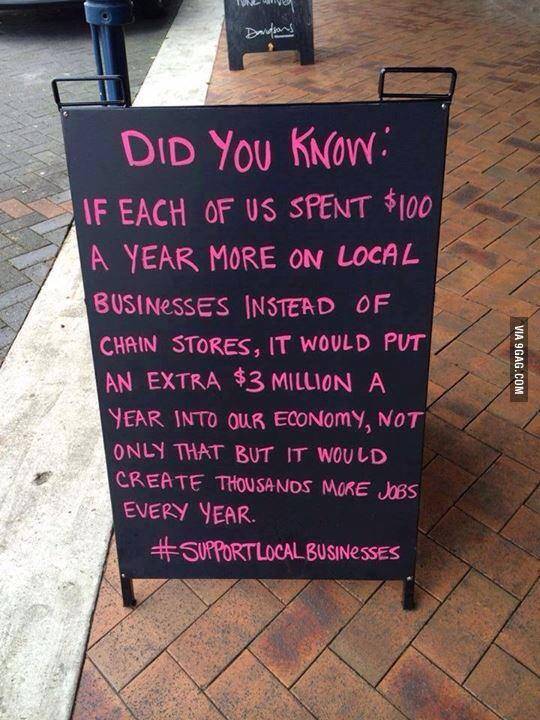 Davidsons
DID YOU KNOW:
IF EACH OF US SPENT $100
A YEAR MORE ON LOCAL
BUSINESSES INSTEAD OF
CHAIN STORES, IT WOULD PUT
AN EXTRA $3 MILLION A
YEAR INTO OUR ECONOMY, NOT
ONLY THAT BUT IT WOULD
CREATE THOUSANDS MORE JOBS
EVERY YEAR.
#SUPPORTLOCALBUSINESSES
VIA 9GAG.COM